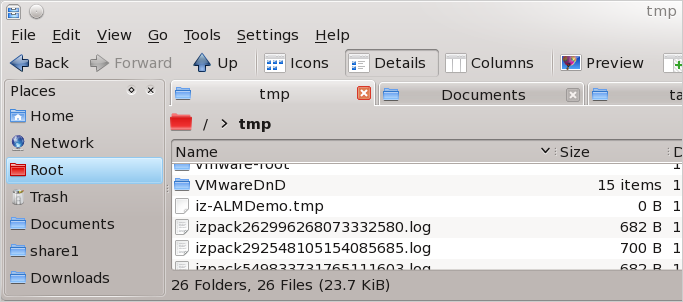 tmp
File Edit View Go Tools Settings Help
Back Forward Up Icons Details Columns Preview
Places
Home
Network
Root
Trash
Documents
share1
Downloads
tmp Documents ta
/ > tmp
Name Size D
vmware-root 1
VMwareDnD 15 items 1
iz-ALMDemo.tmp 0 B 1
izpack262996268073332580.log 682 B 1
izpack292548105154085685.log 700 B 1
izpack549833731765111603.log 682 B 1
26 Folders, 26 Files (23.7 KiB)